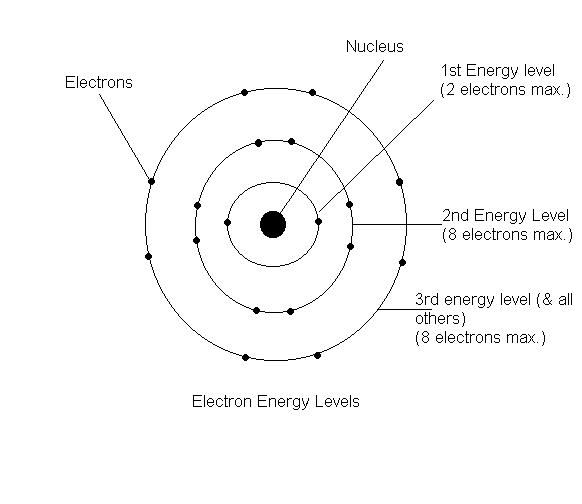 Nucleus
Electrons
1st Energy level
(2 electrons max.)
2nd Energy Level
(8 electrons max.)
3rd energy level (& all
others)
(8 electrons max.)
Electron Energy Levels